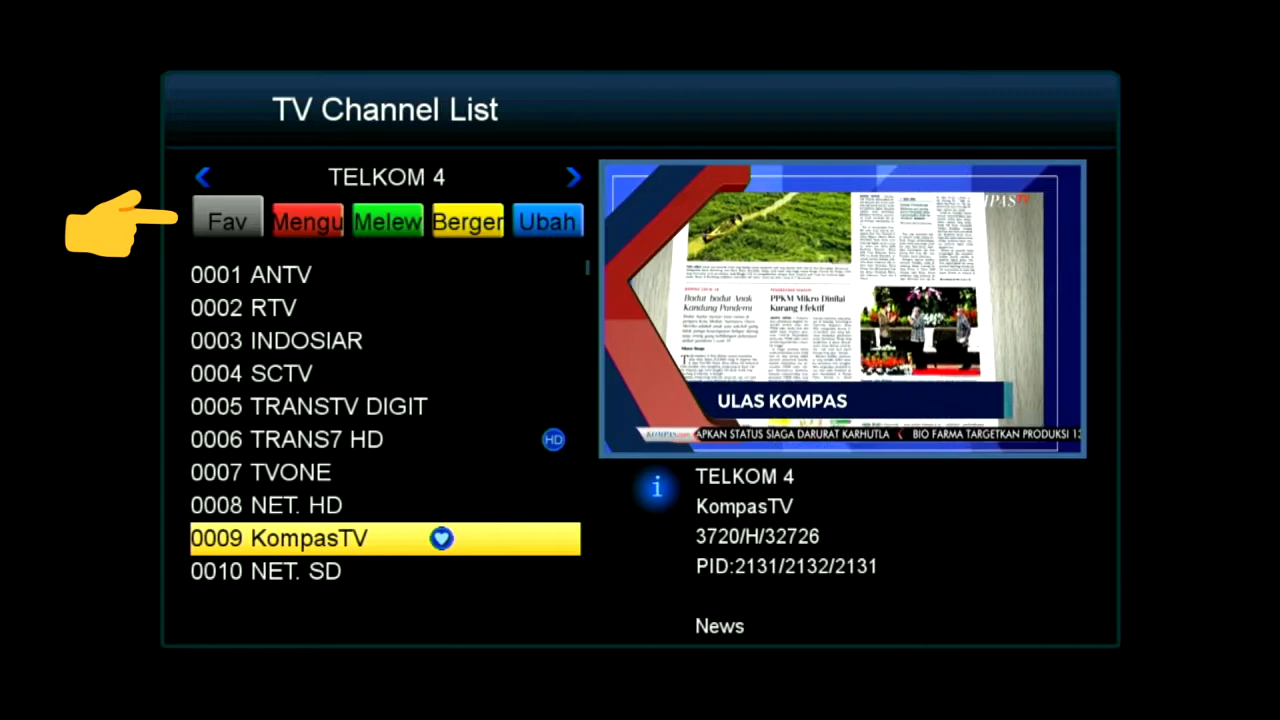 TV Channel List
TELKOM 4
Fav Mengu Melew Berger Ubah
0001 ANTV
0002 RTV
0003 INDOSIAR
0004 SCTV
0005 TRANSTV DIGIT
0006 TRANS7 HD HD
0007 TVONE
0008 NET. HD
0009 KompasTV
0010 NET. SD
Badut badut Anak
Kandung Pandemi
PPKM Mikro Dinilai
Kurang Efektif
ULAS KOMPAS
KOMPAS.com APKAN STATUS SIAGA DARURAT KARHUTLA BIO FARMA TARGETKAN PRODUKSI 13
i
TELKOM 4
KompasTV
3720/H/32726
PID:2131/2132/2131
News